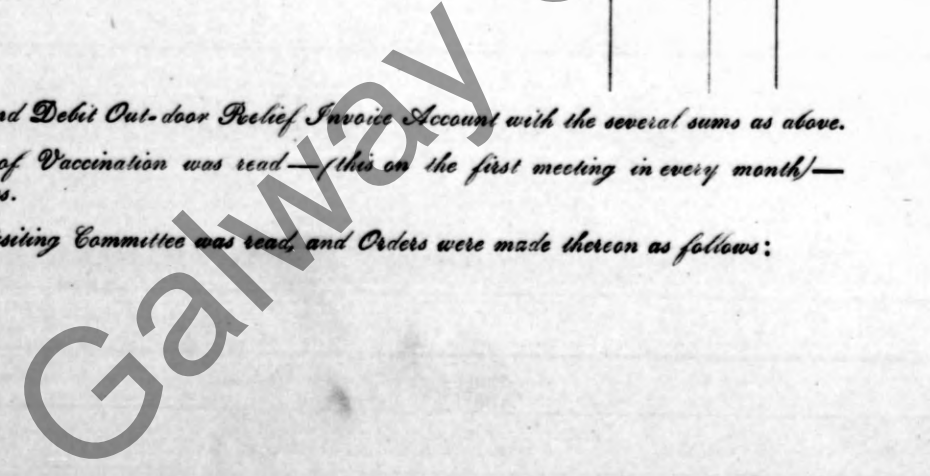 nd Debit Out-door Relief Invoice Account with the several sums as above.
of Vaccination was read—(this on the first meeting in every month)—
s.
siting Committee was read, and Orders were made thereon as follows:
Galway